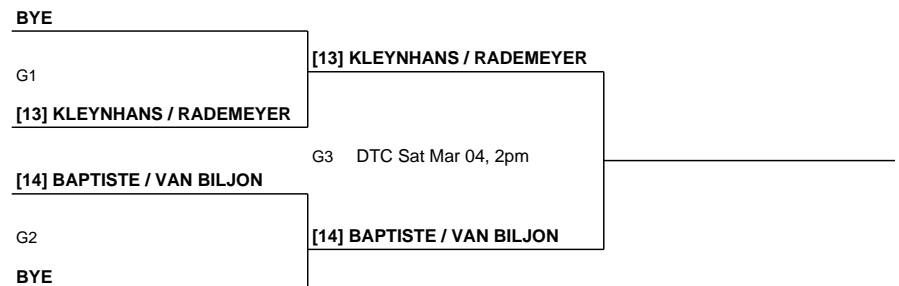 BYE
[13] KLEYNHANS / RADEMEYER
G1
[13] KLEYNHANS / RADEMEYER
G3 DTC Sat Mar 04, 2pm
[14] BAPTISTE / VAN BILJON
G2
[14] BAPTISTE / VAN BILJON
BYE